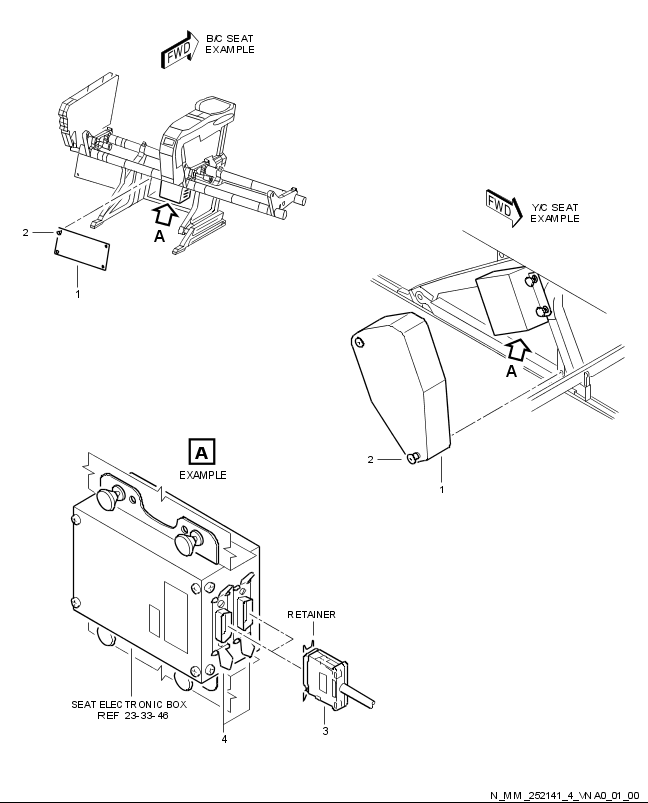 FWD
B/C SEAT
EXAMPLE
2
A
1
FWD
Y/C SEAT
EXAMPLE
A
2
1
A
EXAMPLE
RETAINER
SEAT ELECTRONIC BOX
REF 23-33-46
3
4
N_MM_252141_4_VNA0_01_00